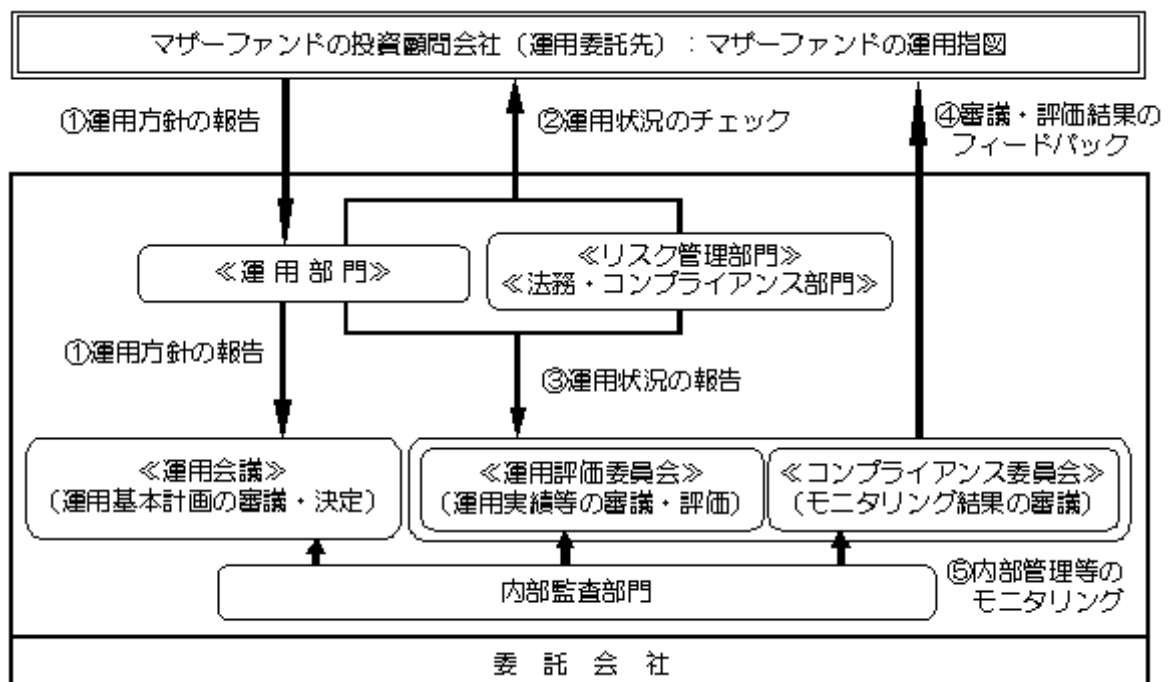 マザーファンドの投資顧問会社（運用委託先）：マザーファンドの運用指図
①運用方針の報告
②運用状況のチェック
④審議・評価結果の
フィードバック
≪運 用 部 門≫
≪リスク管理部門≫
≪法務・コンプライアンス部門≫
①運用方針の報告
③運用状況の報告
≪運用会議≫
（運用基本計画の審議・決定）
≪運用評価委員会≫
（運用実績等の審議・評価）
≪コンプライアンス委員会≫
（モニタリング結果の審議）
内部監査部門
⑤内部管理等の
モニタリング
委 託 会 社